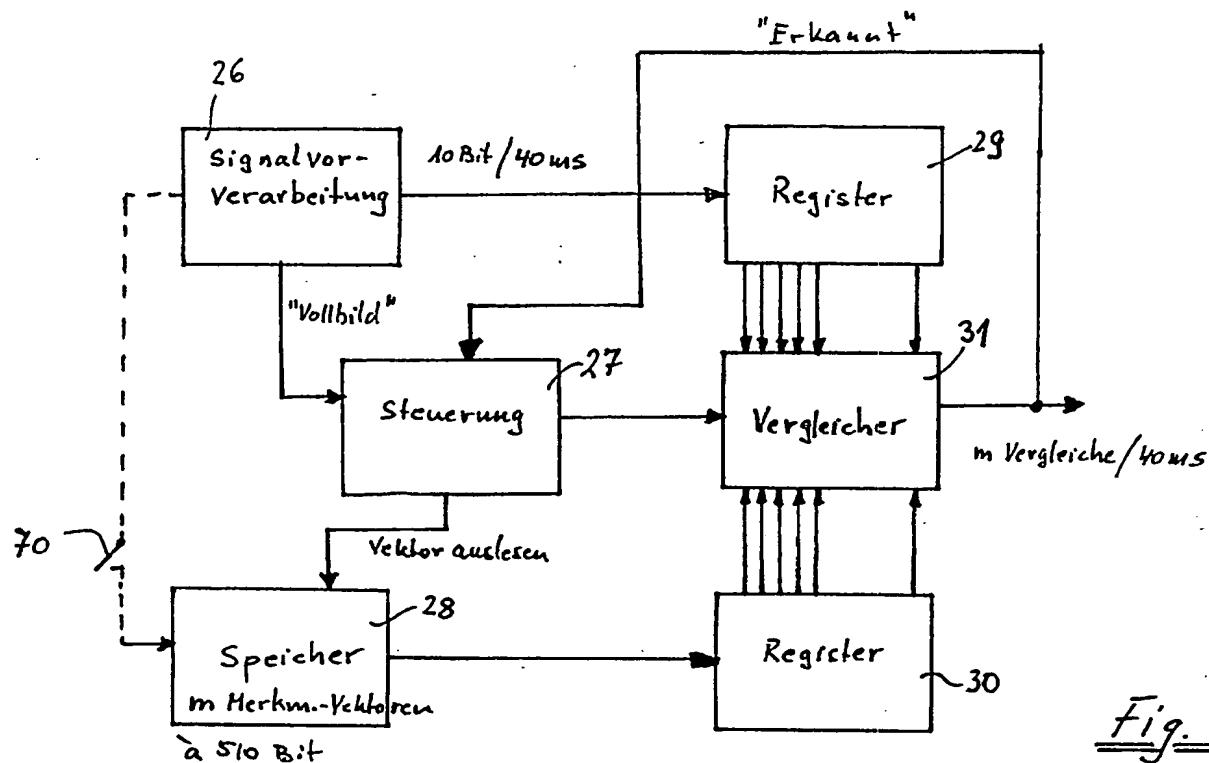 "Erkannt"
26
Signalvor-
verarbeitung
10 Bit/40ms
29
Register
"Vollbild"
27
Steuerung
31
Vergleicher
m Vergleiche/40ms
70
Vektor auslesen
28
Speicher
m Merkm.-Vektoren
à 510 Bit
Register
30
Fig.